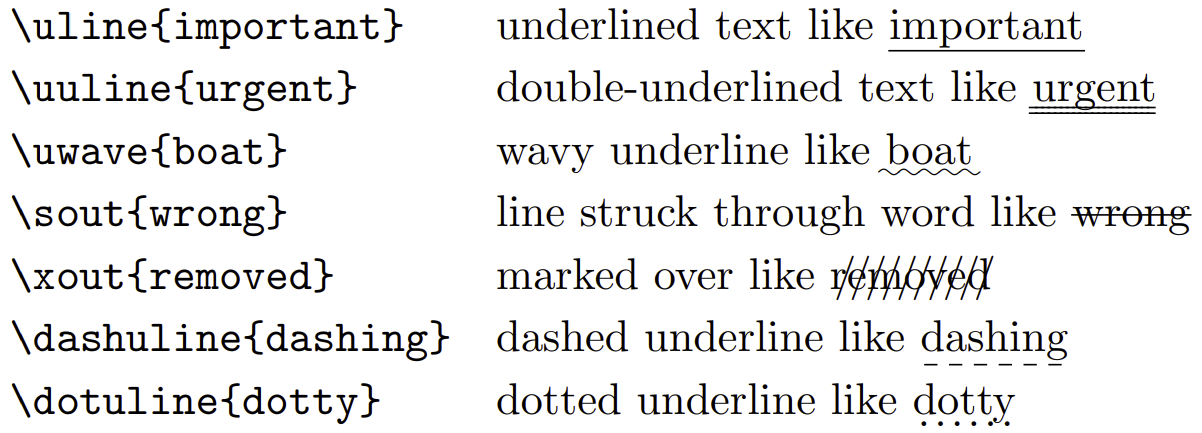 \uline{important} underlined text like important
\uuline{urgent} double-underlined text like urgent
\uwave{boat} wavy underline like boat
\sout{wrong} line struck through word like wrong
\xout{removed} marked over like removed
\dashuline{dashing} dashed underline like dashing
\dotuline{dotty} dotted underline like dotty